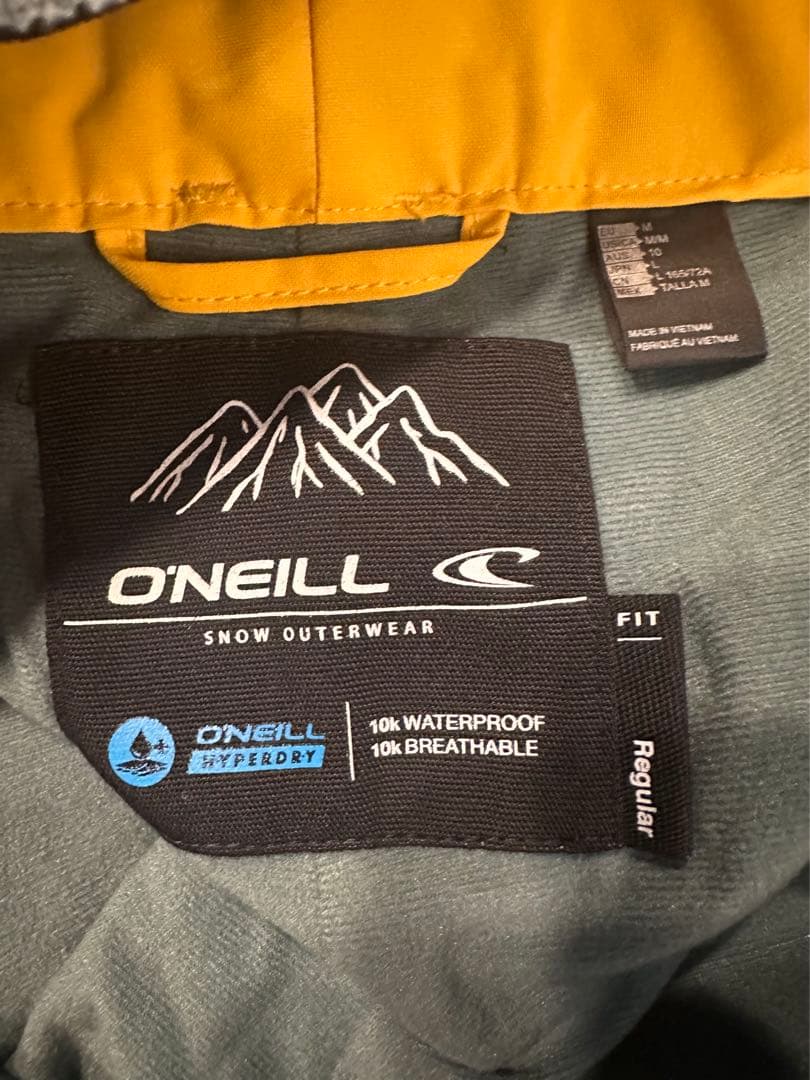 EU M
US/CA M/M
AUS 10
JPN L
CN L 165/72A
MEX TALLA M
MADE IN VIETNAM
FABRIQUÉ AU VIETNAM
O'NEILL
SNOW OUTERWEAR
O'NEILL
HYPERDRY
10k WATERPROOF
10k BREATHABLE
FIT
Regular